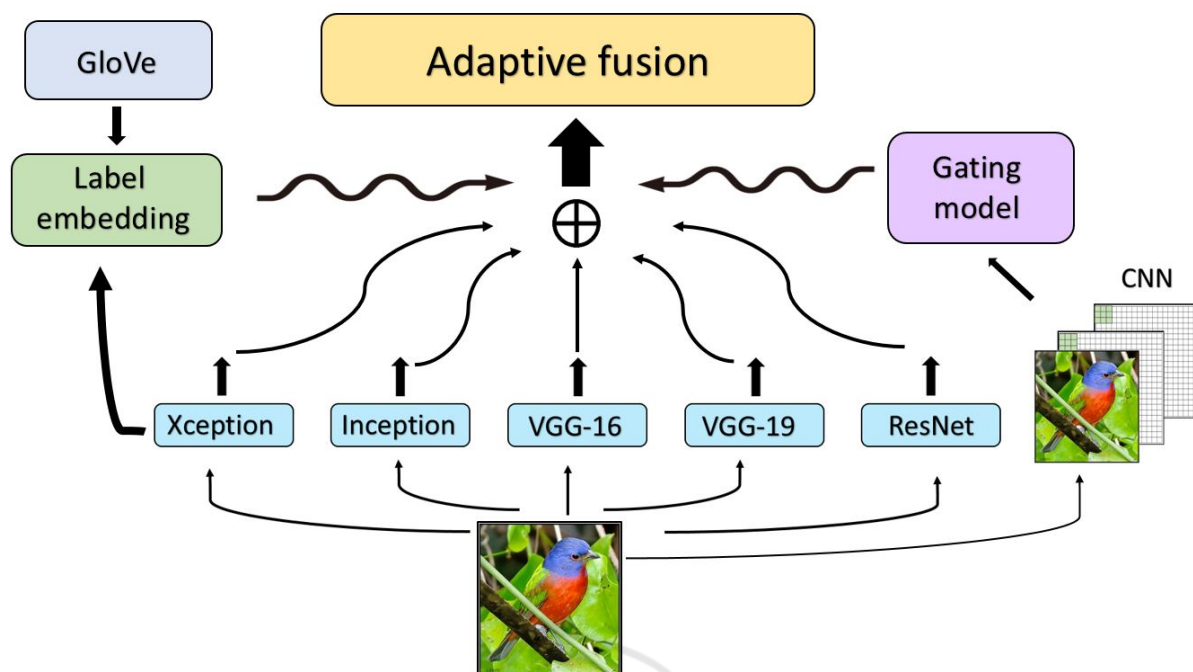 GloVe
Adaptive fusion
Label
embedding
Gating
model
CNN
Xception
Inception
VGG-16
VGG-19
ResNet